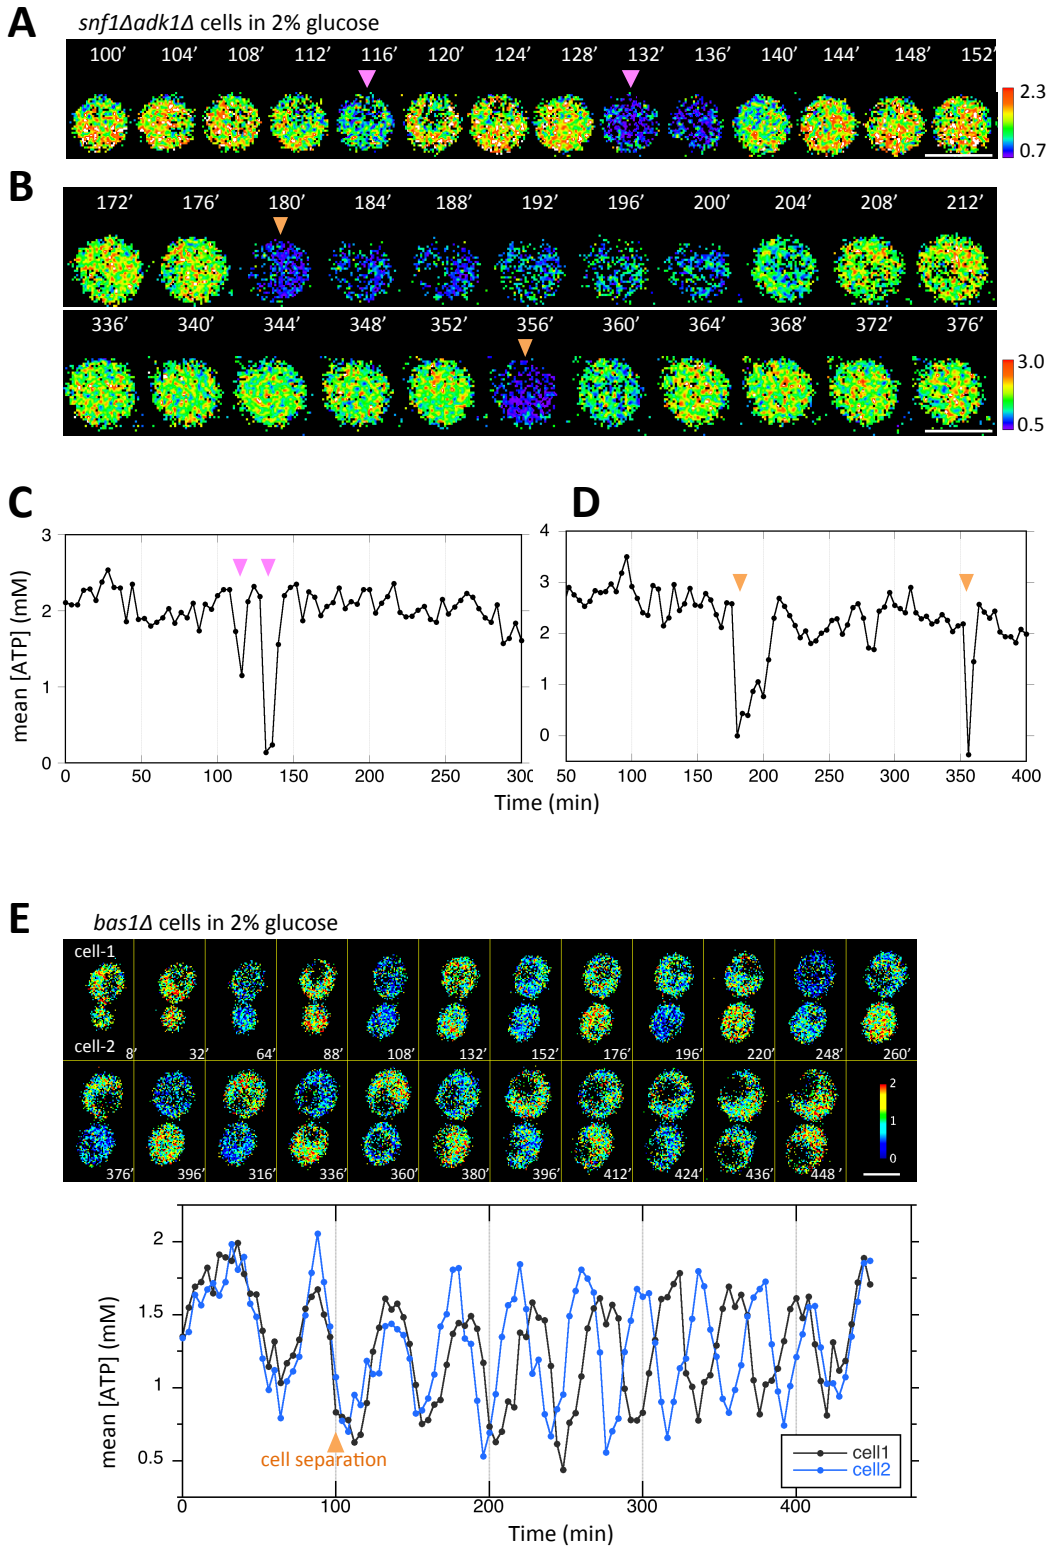 A
snf1Δadk1Δ cells in 2% glucose
100′ 104′ 108′ 112′ 116′ 120′ 124′ 128′ 132′ 136′ 140′ 144′ 148′ 152′
2.3
0.7
B
172′ 176′ 180′ 184′ 188′ 192′ 196′ 200′ 204′ 208′ 212′
336′ 340′ 344′ 348′ 352′ 356′ 360′ 364′ 368′ 372′ 376′
3.0
0.5
C
mean [ATP] (mM)
3
2
1
0
0 50 100 150 200 250 300
D
4
3
2
1
0
50 100 150 200 250 300 350 400
Time (min)
E
bas1Δ cells in 2% glucose
cell-1
cell-2
8′ 32′ 64′ 88′ 108′ 132′ 152′ 176′ 196′ 220′ 248′ 260′
376′ 396′ 316′ 336′ 360′ 380′ 396′ 412′ 424′ 436′ 448′
2
1
0
mean [ATP] (mM)
2
1.5
1
0.5
cell separation
cell1
cell2
0 100 200 300 400
Time (min)